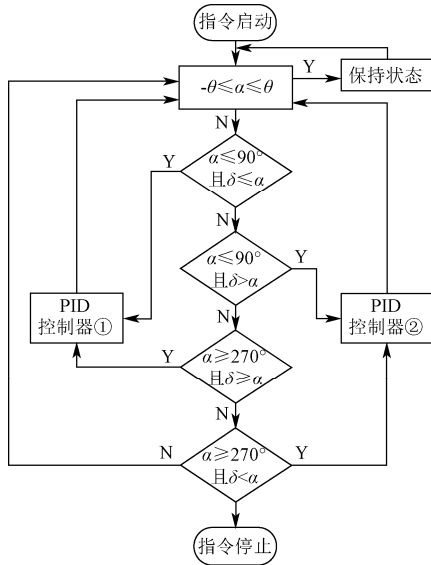 指令启动
-θ≤α≤θ
Y
保持状态
N
α≤90°
且δ≤α
Y
N
α≤90°
且δ>α
Y
PID
控制器①
PID
控制器②
N
α≥270°
且δ≥α
Y
N
α≥270°
且δ<α
N
Y
指令停止